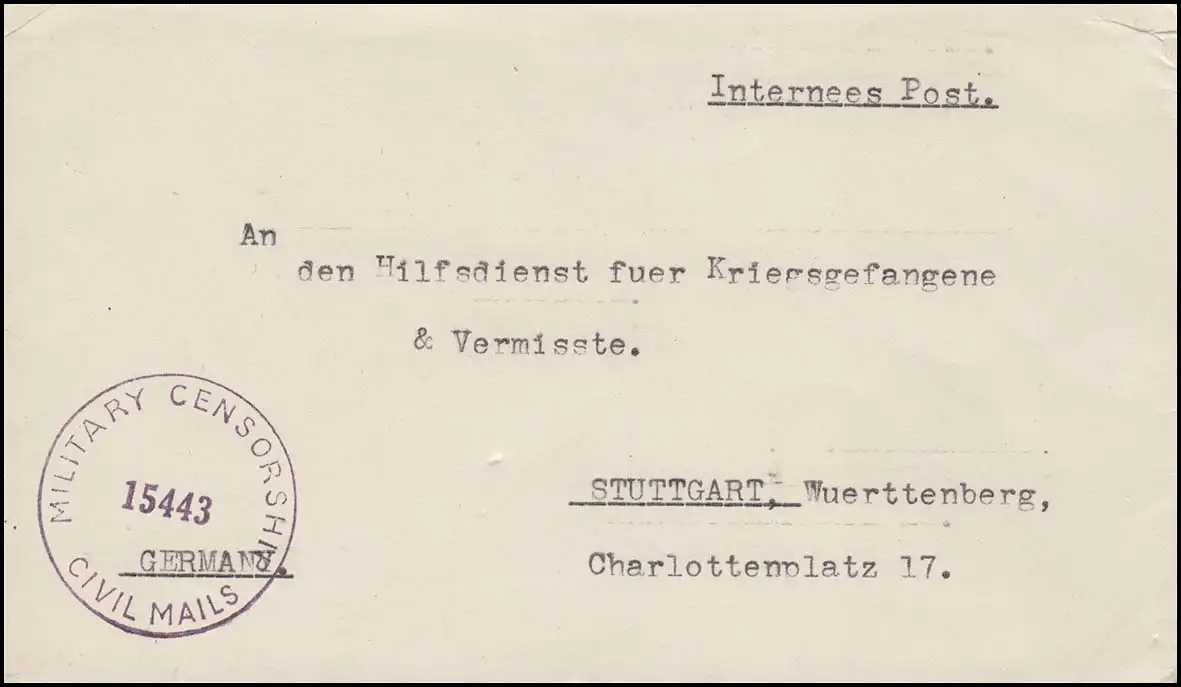 Internees Post.
An
den Hilfsdienst fuer Kriegsgefangene
& Vermisste.
STUTTGART, Wuerttenberg,
Charlottenplatz 17.
GERMANY.
MILITARY CENSORSHIP
15443
CIVIL MAILS